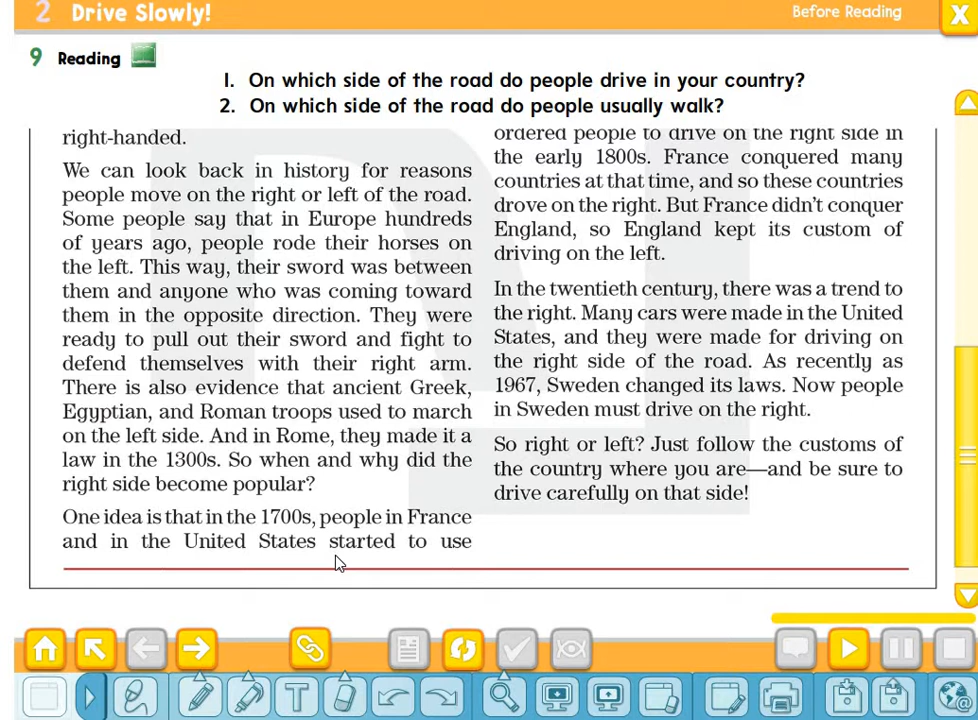 2 Drive Slowly!
Before Reading
X
9 Reading
1. On which side of the road do people drive in your country?
2. On which side of the road do people usually walk?
right-handed.
We can look back in history for reasons
people move on the right or left of the road.
Some people say that in Europe hundreds
of years ago, people rode their horses on
the left. This way, their sword was between
them and anyone who was coming toward
them in the opposite direction. They were
ready to pull out their sword and fight to
defend themselves with their right arm.
There is also evidence that ancient Greek,
Egyptian, and Roman troops used to march
on the left side. And in Rome, they made it a
law in the 1300s. So when and why did the
right side become popular?
One idea is that in the 1700s, people in France
and in the United States started to use
ordered people to drive on the right side in
the early 1800s. France conquered many
countries at that time, and so these countries
drove on the right. But France didn't conquer
England, so England kept its custom of
driving on the left.
In the twentieth century, there was a trend to
the right. Many cars were made in the United
States, and they were made for driving on
the right side of the road. As recently as
1967, Sweden changed its laws. Now people
in Sweden must drive on the right.
So right or left? Just follow the customs of
the country where you are—and be sure to
drive carefully on that side!
T
@